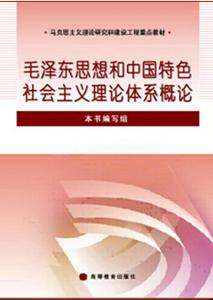 马克思主义理论研究和建设工程重点教材
毛泽东思想和中国特色
社会主义理论体系概论
本书编写组
高等教育出版社